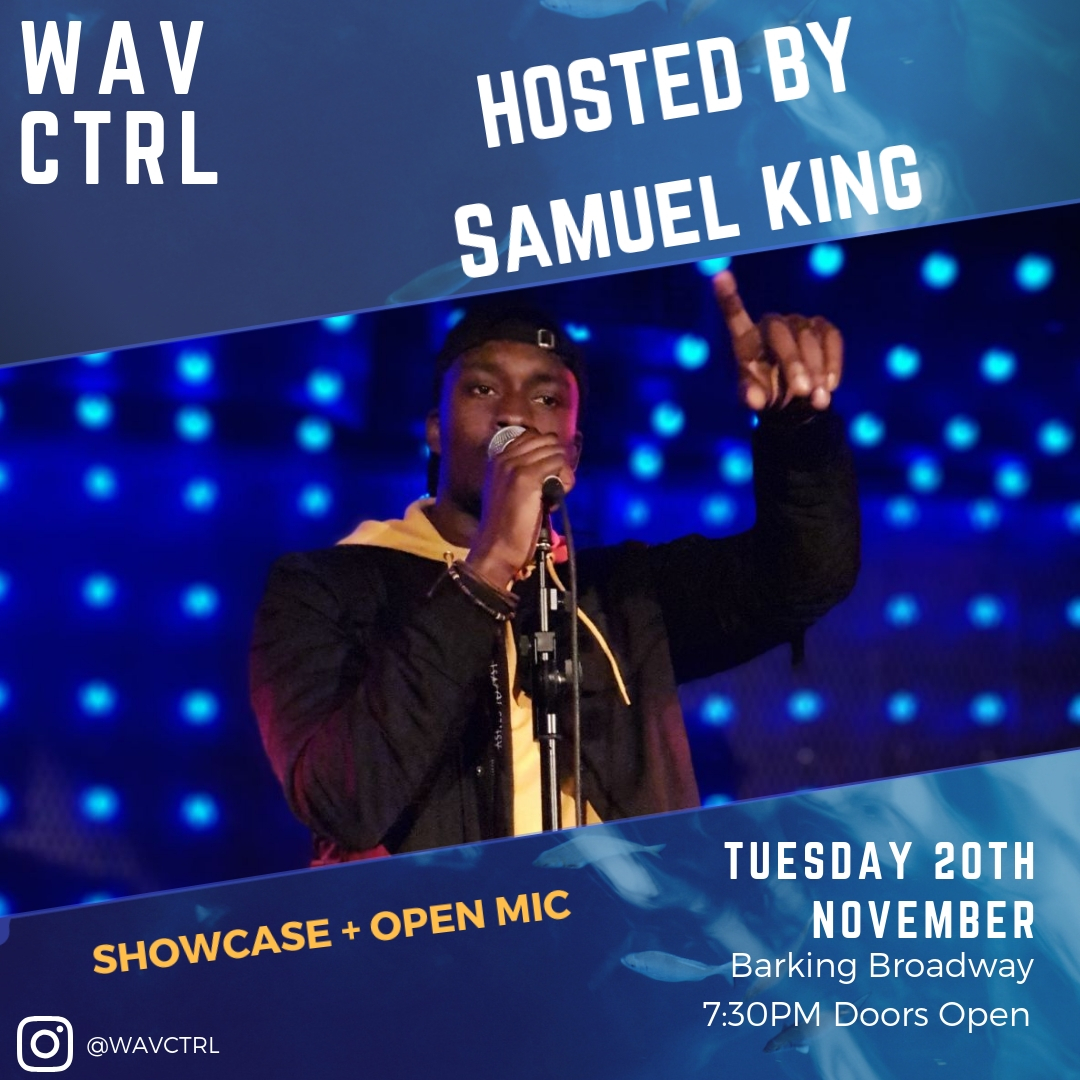 WAV
CTRL
HOSTED BY
SAMUEL KING
SHOWCASE + OPEN MIC
TUESDAY 20TH
NOVEMBER
Barking Broadway
7:30PM Doors Open
@WAVCTRL